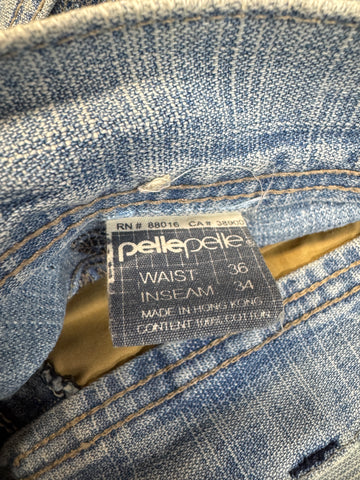 RN # 88016 CA # 38900
pellepelle
WAIST 36
INSEAM 34
MADE IN HONG KONG
CONTENT 100% COTTON